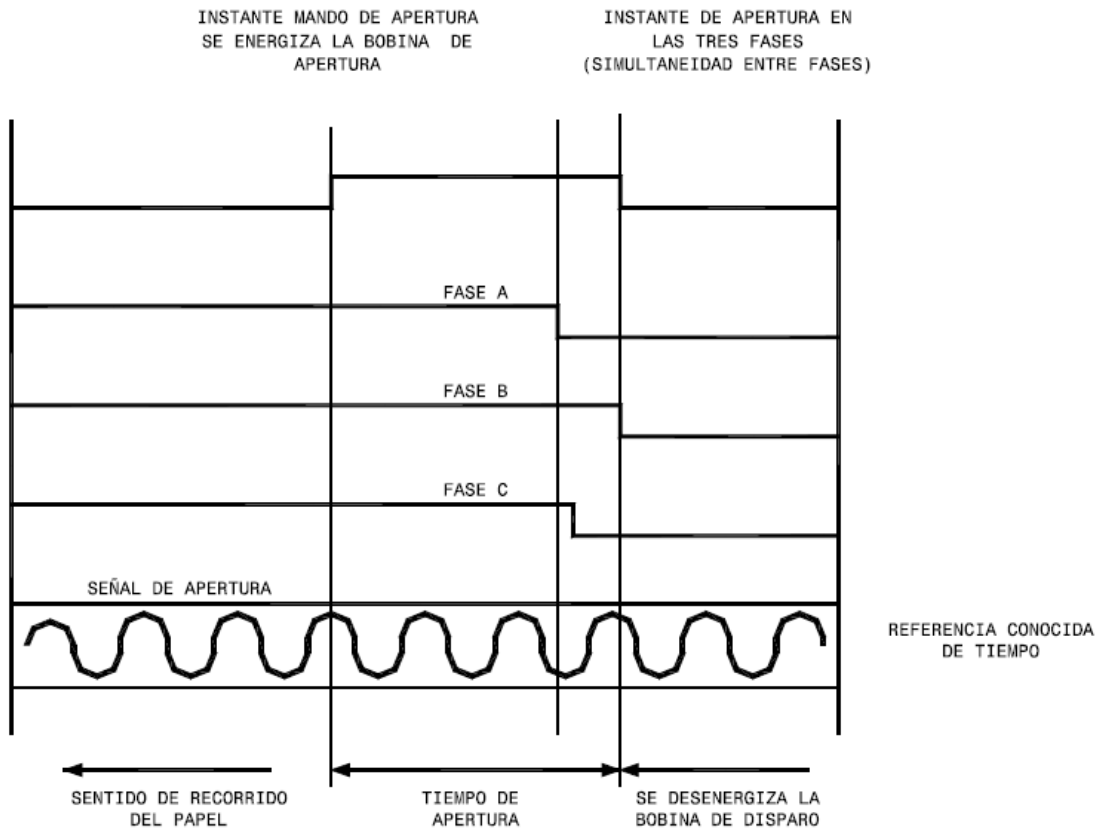 INSTANTE MANDO DE APERTURA
SE ENERGIZA LA BOBINA DE
APERTURA
INSTANTE DE APERTURA EN
LAS TRES FASES
(SIMULTANEIDAD ENTRE FASES)
FASE A
FASE B
FASE C
SEÑAL DE APERTURA
REFERENCIA CONOCIDA
DE TIEMPO
SENTIDO DE RECORRIDO
DEL PAPEL
TIEMPO DE
APERTURA
SE DESENERGIZA LA
BOBINA DE DISPARO